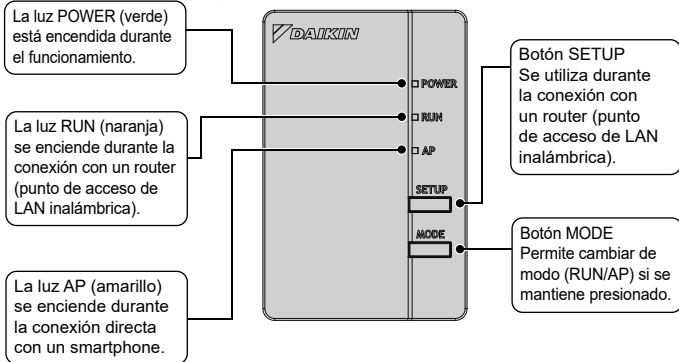 La luz POWER (verde)
está encendida durante
el funcionamiento.
La luz RUN (naranja)
se enciende durante la
conexión con un router
(punto de acceso de
LAN inalámbrica).
La luz AP (amarillo)
se enciende durante
la conexión directa
con un smartphone.
DAIKIN
POWER
RUN
AP
SETUP
MODE
Botón SETUP
Se utiliza durante
la conexión con
un router (punto
de acceso de LAN
inalámbrica).
Botón MODE
Permite cambiar de
modo (RUN/AP) si se
mantiene presionado.